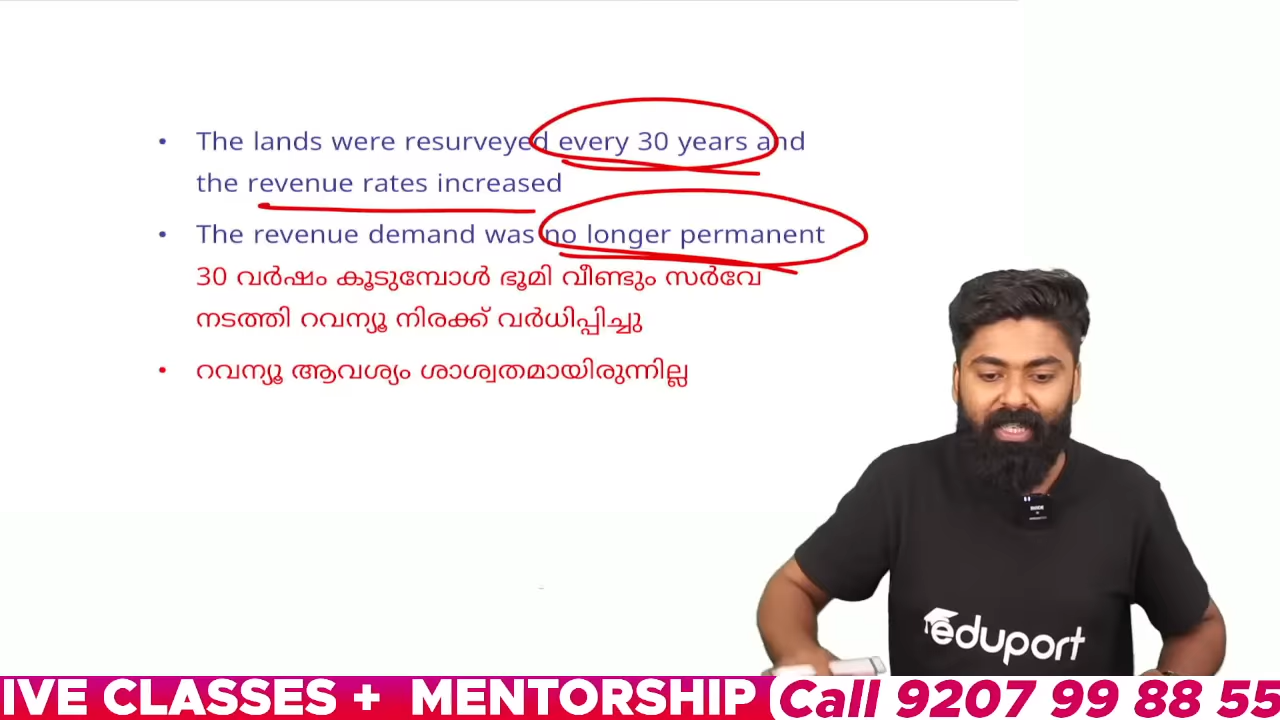 • The lands were resurveyed every 30 years and
the revenue rates increased
• The revenue demand was no longer permanent
30 വർഷം കൂടുമ്പോൾ ഭൂമി വീണ്ടും സർവേ
നടത്തി റവന്യൂ നിരക്ക് വർധിപ്പിച്ചു
• റവന്യൂ ആവശ്യം ശാശ്വതമായിരുന്നില്ല
eduport
IVE CLASSES + MENTORSHIP Call 9207 99 88 55